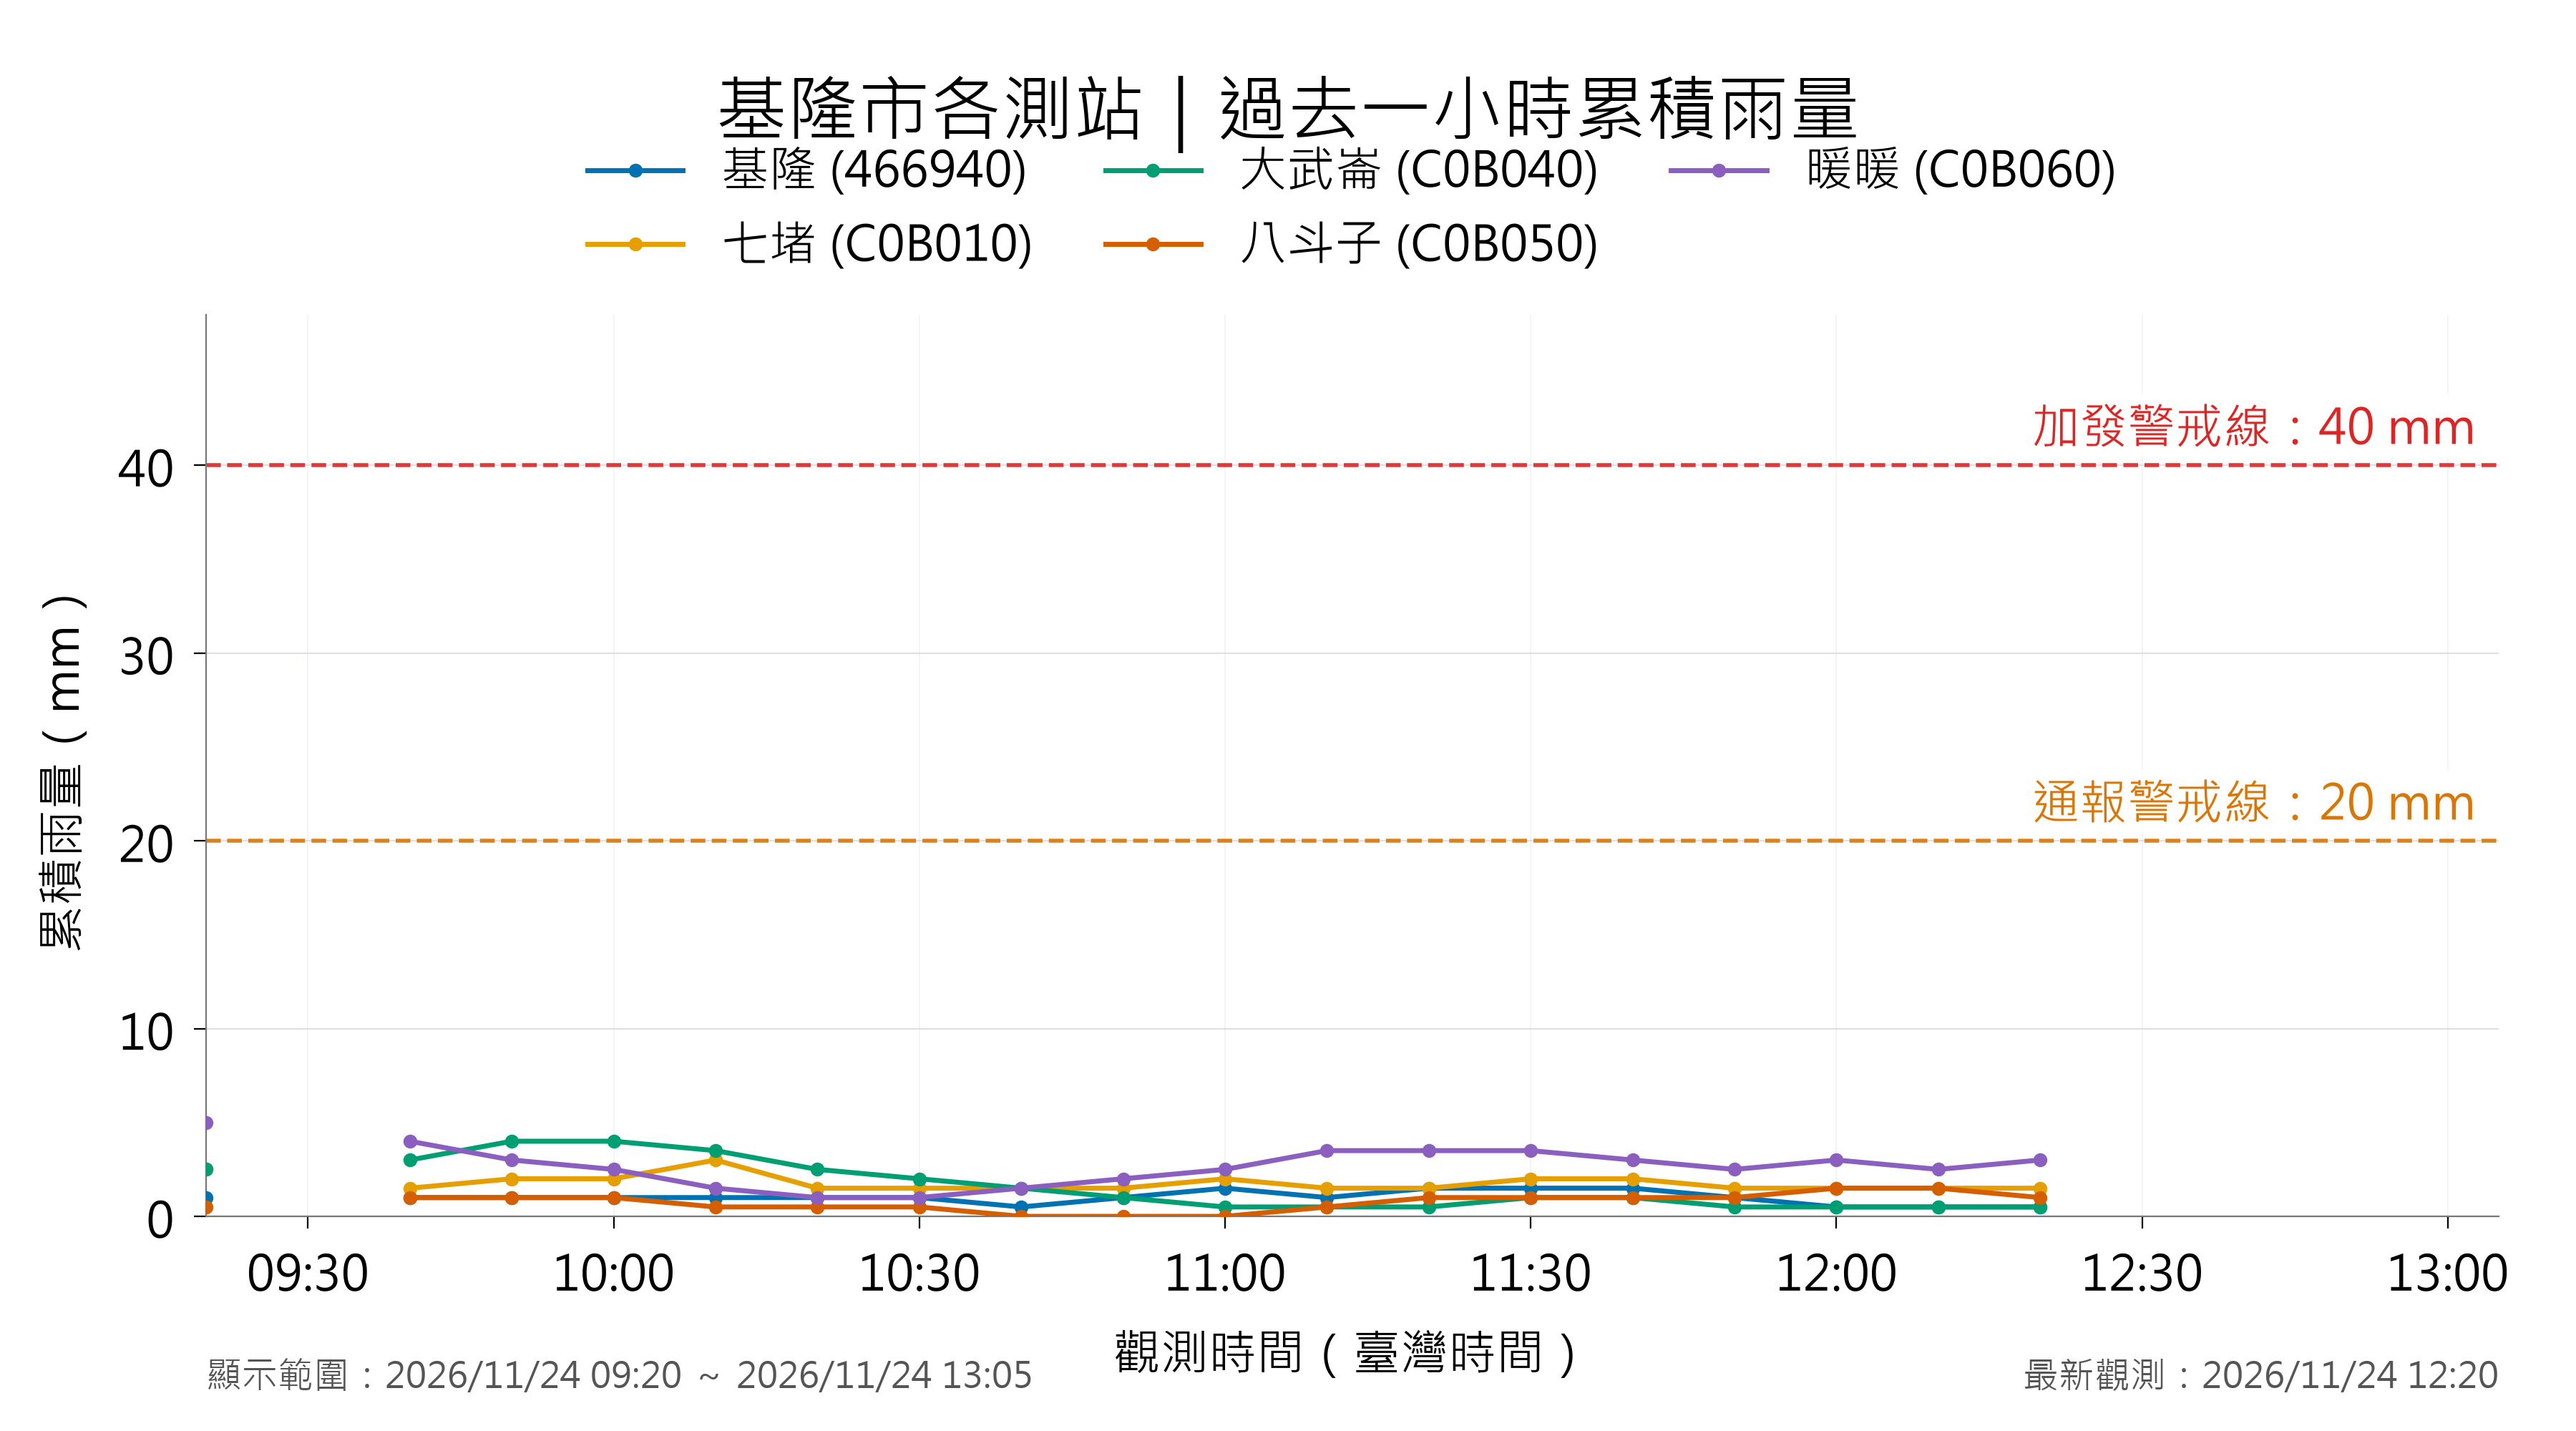 基隆市各測站｜過去一小時累積雨量
基隆 (466940) 大武崙 (C0B040) 暖暖 (C0B060)
七堵 (C0B010) 八斗子 (C0B050)
加發警戒線：40 mm
通報警戒線：20 mm
累積雨量（mm）
40
30
20
10
0
09:30 10:00 10:30 11:00 11:30 12:00 12:30 13:00
觀測時間（臺灣時間）
顯示範圍：2026/11/24 09:20 ~ 2026/11/24 13:05
最新觀測：2026/11/24 12:20